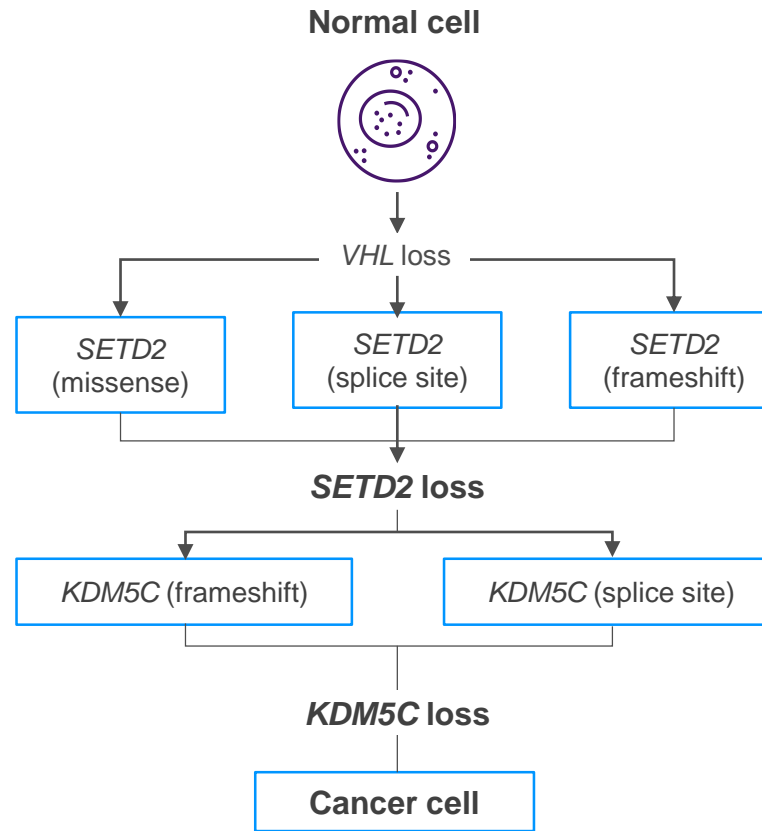 Normal cell
VHL loss
SETD2
(missense)
SETD2
(splice site)
SETD2
(frameshift)
SETD2 loss
KDM5C (frameshift)
KDM5C (splice site)
KDM5C loss
Cancer cell